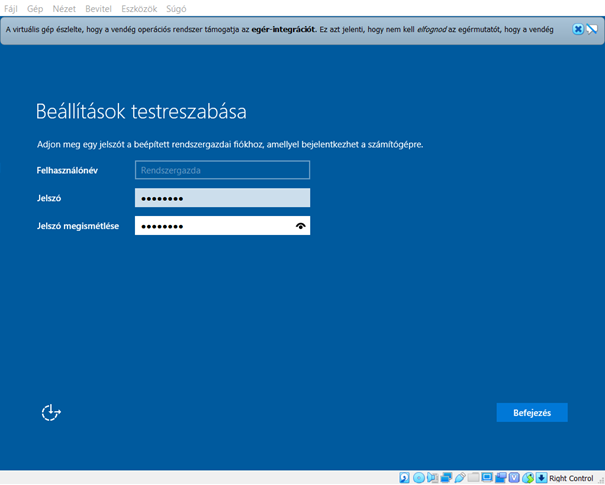 Fájl Gép Nézet Bevitel Eszközök Súgó
A virtuális gép észlelte, hogy a vendég operációs rendszer támogatja az egér-integrációt. Ez azt jelenti, hogy nem kell elfognod az egérmutatót, hogy a vendég
Beállítások testreszabása
Adjon meg egy jelszót a beépített rendszergazdai fiókhoz, amellyel bejelentkezhet a számítógépre.
Felhasználónév Rendszergazda
Jelszó ●●●●●●●●
Jelszó megismétlése ●●●●●●●●
Befejezés
Right Control